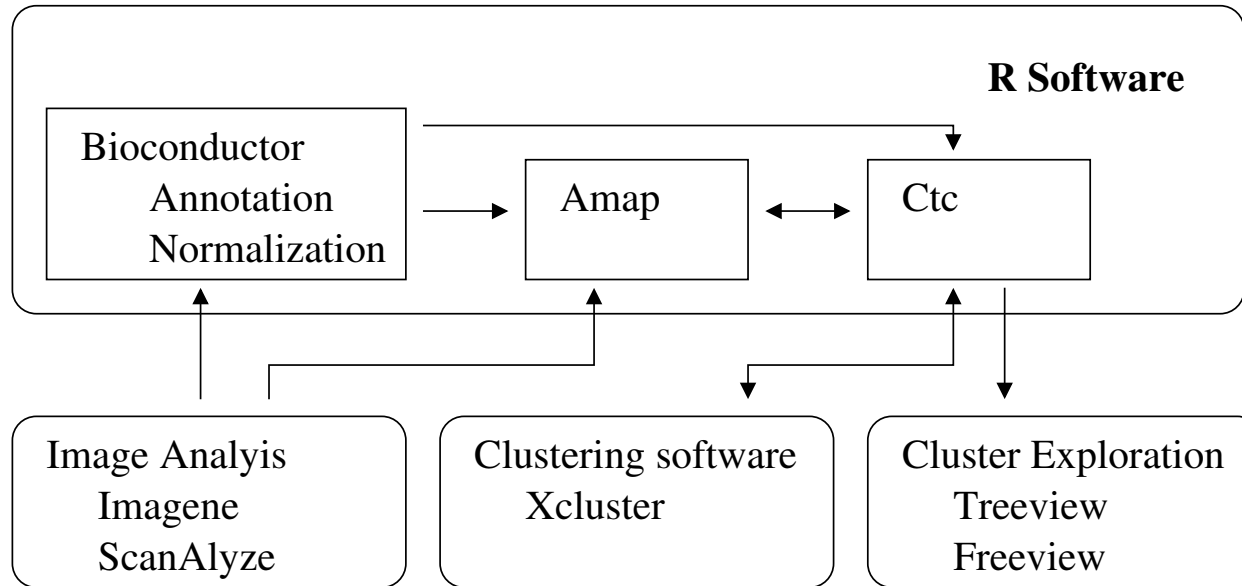 R Software
Bioconductor
Annotation
Normalization
Amap
Ctc
Image Analyis
Imagene
ScanAlyze
Clustering software
Xcluster
Cluster Exploration
Treeview
Freeview